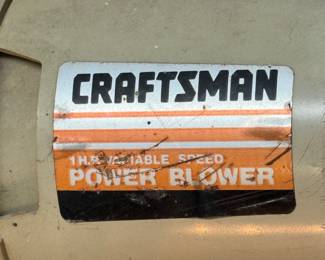 CRAFTSMAN
1 H.P. VARIABLE SPEED
POWER BLOWER